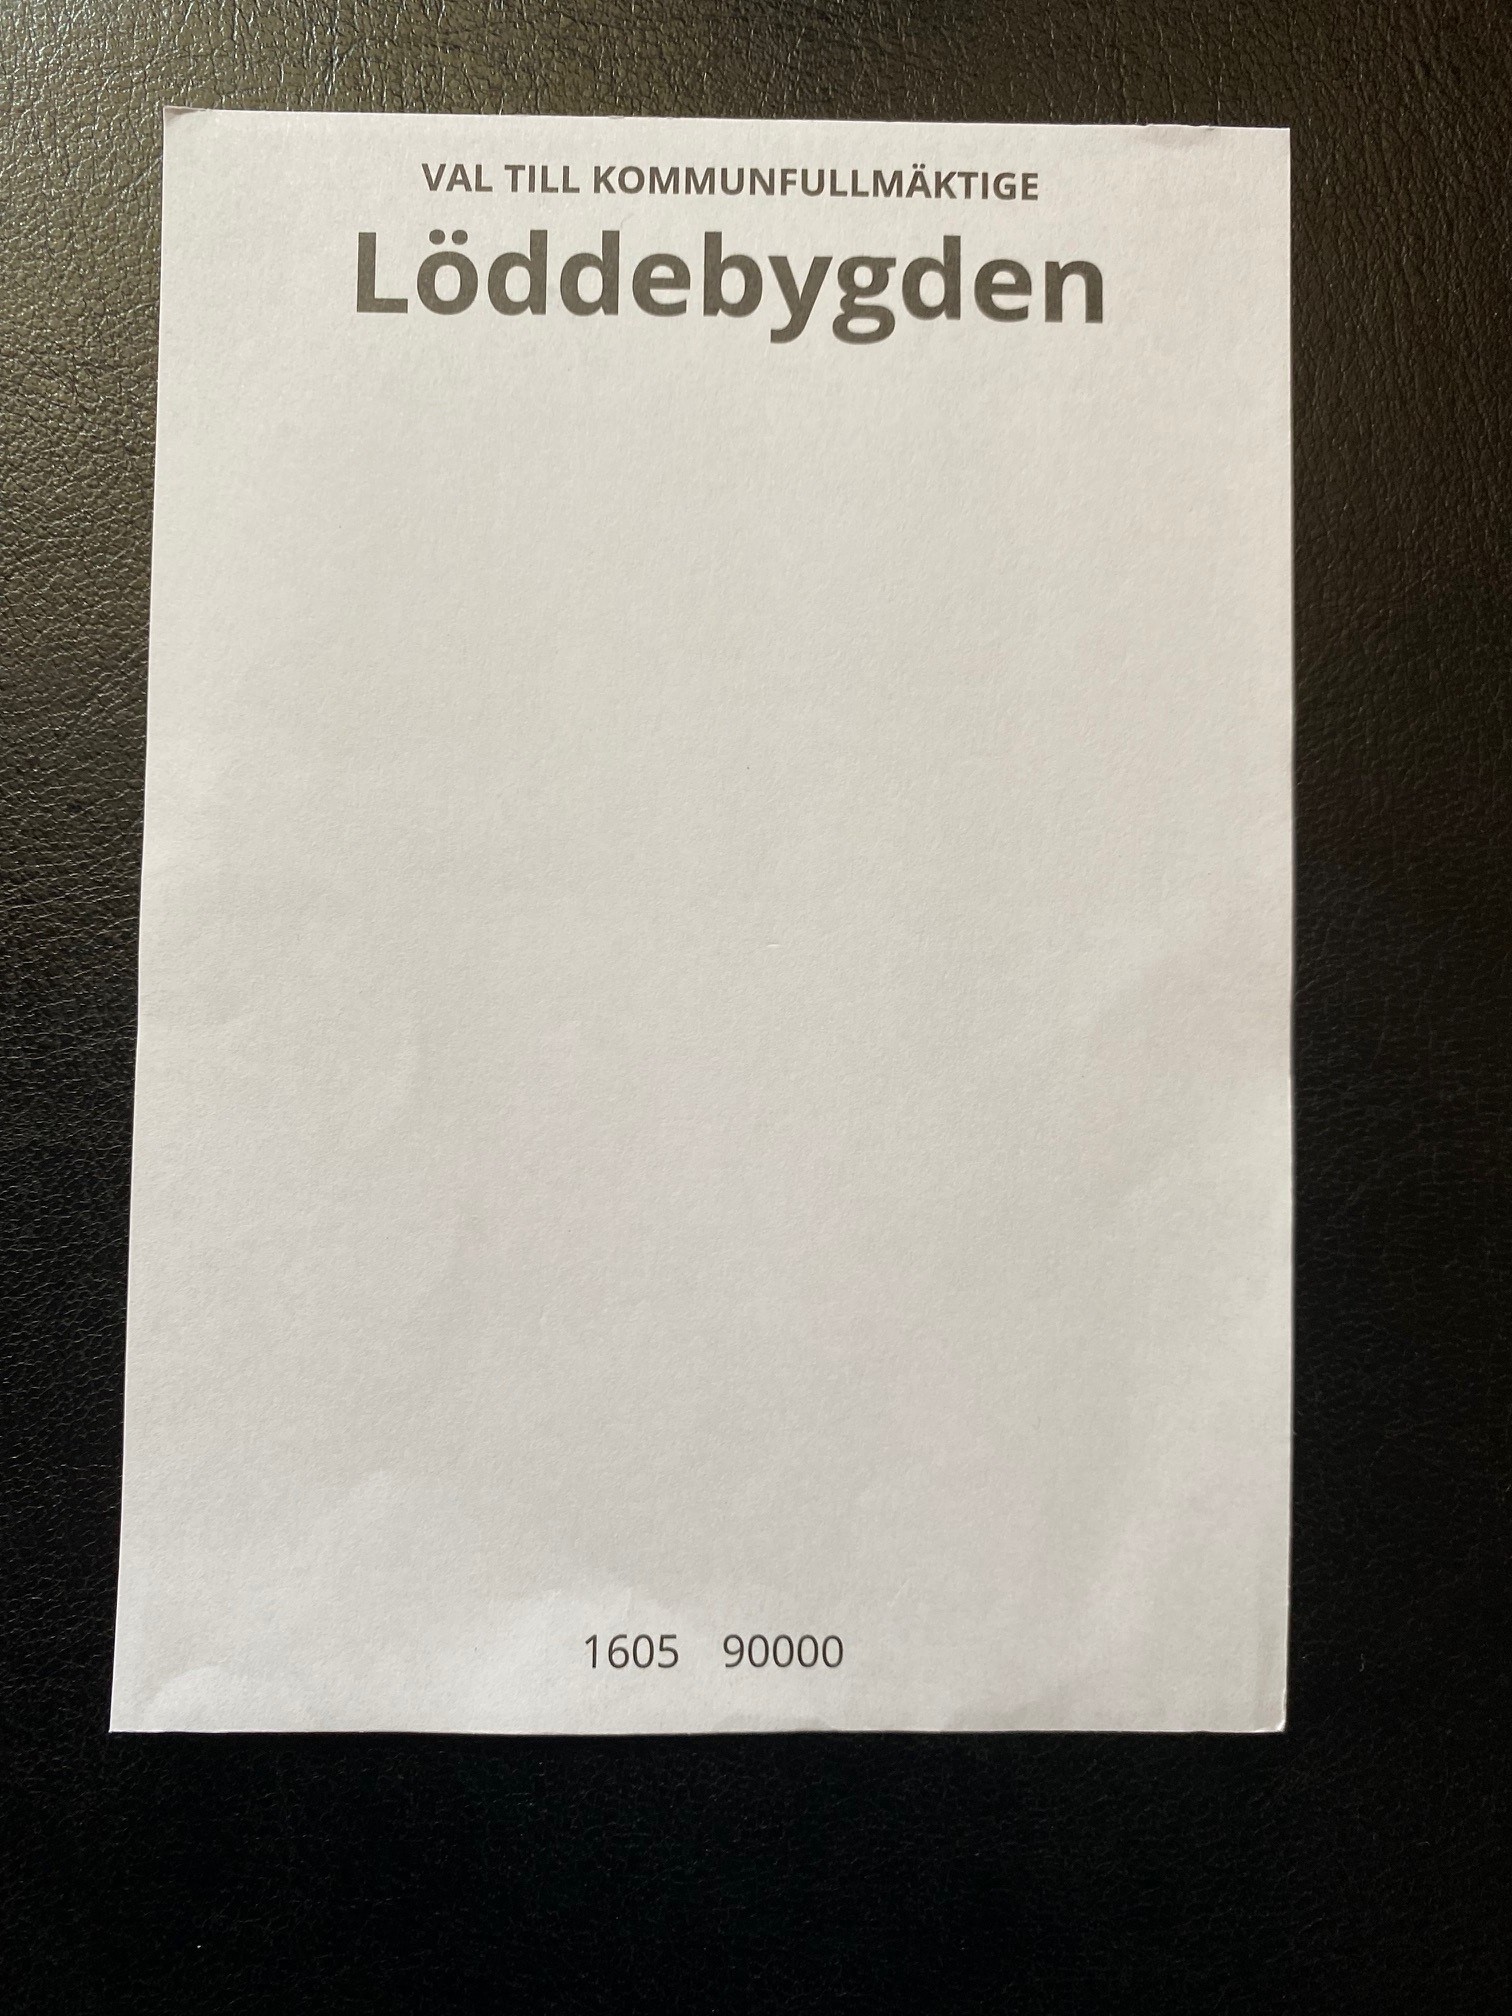 VAL TILL KOMMUNFULLMÄKTIGE
Löddebygden
1605 90000